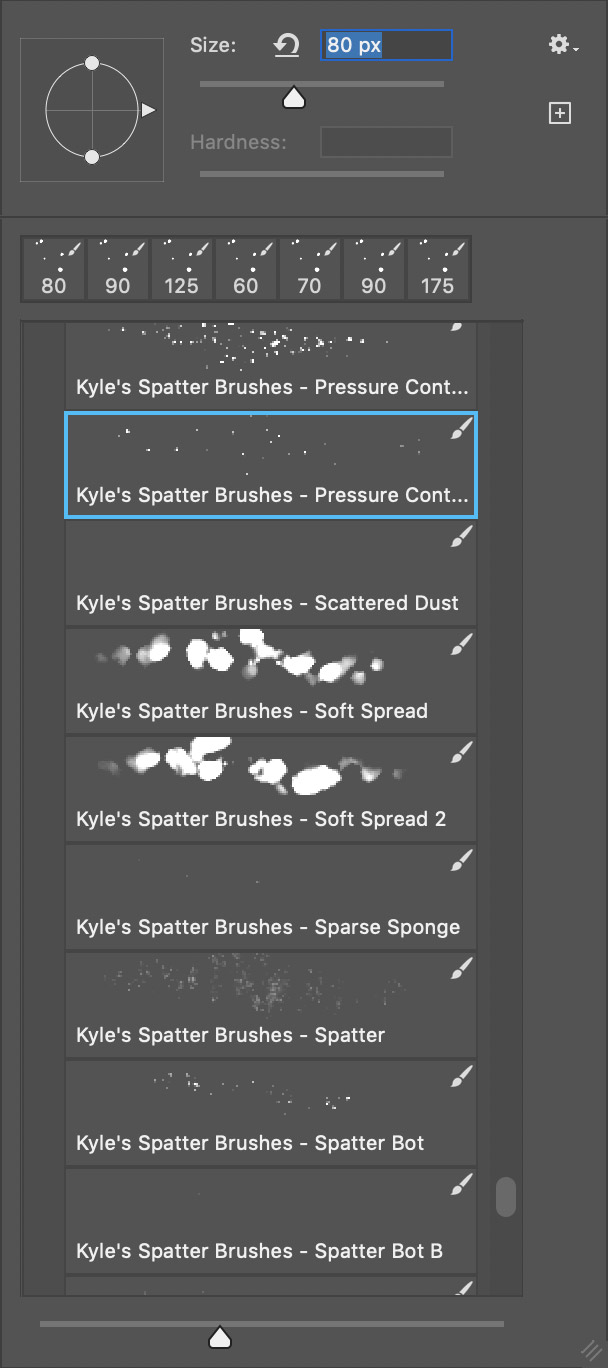 Size:
80 px
Hardness:
80 90 125 60 70 90 175
Kyle's Spatter Brushes - Pressure Cont...
Kyle's Spatter Brushes - Pressure Cont...
Kyle's Spatter Brushes - Scattered Dust
Kyle's Spatter Brushes - Soft Spread
Kyle's Spatter Brushes - Soft Spread 2
Kyle's Spatter Brushes - Sparse Sponge
Kyle's Spatter Brushes - Spatter
Kyle's Spatter Brushes - Spatter Bot
Kyle's Spatter Brushes - Spatter Bot B